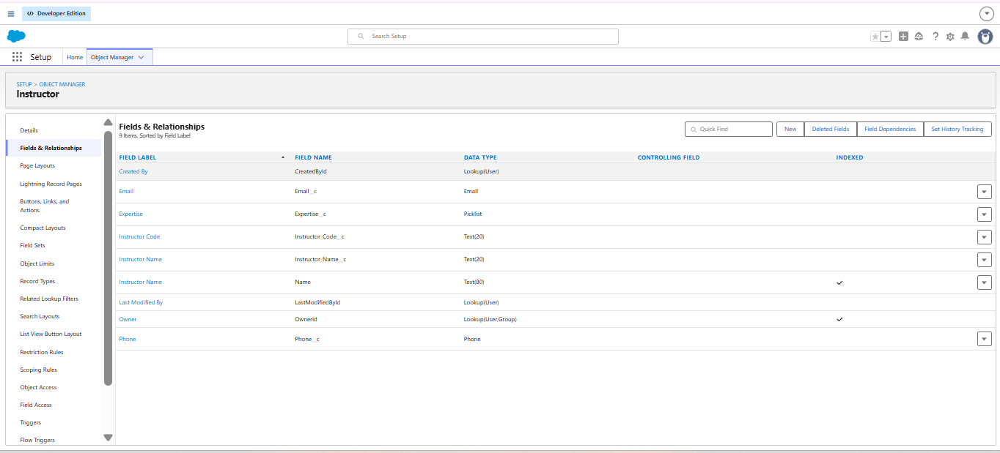 Developer Edition
Search Setup
Setup
Home
Object Manager
SETUP > OBJECT MANAGER
Instructor
Details
Fields & Relationships
Page Layouts
Lightning Record Pages
Buttons, Links, and
Actions
Compact Layouts
Field Sets
Object Limits
Record Types
Related Lookup Filters
Search Layouts
List View Button Layout
Restriction Rules
Scoping Rules
Object Access
Field Access
Triggers
Flow Triggers
Fields & Relationships
9 Items, Sorted by Field Label
Quick Find
New
Deleted Fields
Field Dependencies
Set History Tracking
FIELD LABEL FIELD NAME DATA TYPE CONTROLLING FIELD INDEXED
Created By CreatedById Lookup(User)
Email Email__c Email
Expertise Expertise__c Picklist
Instructor Code Instructor_Code__c Text(20)
Instructor Name Instructor_Name__c Text(20)
Instructor Name Name Text(80)
Last Modified By LastModifiedById Lookup(User)
Owner OwnerId Lookup(User,Group)
Phone Phone__c Phone